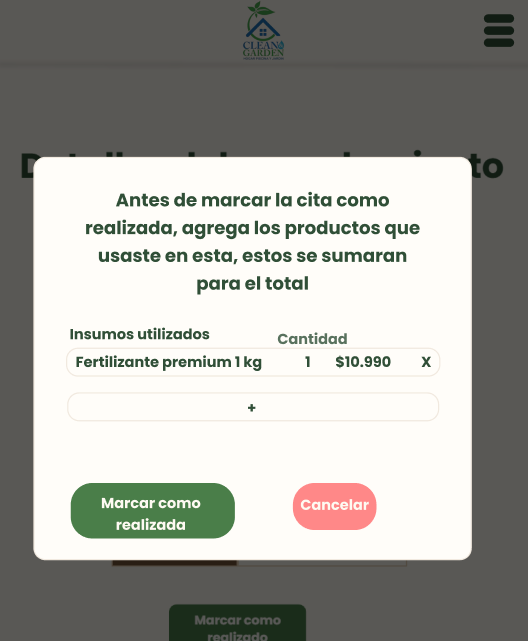 CLEAN
GARDEN
Antes de marcar la cita como
realizada, agrega los productos que
usaste en esta, estos se sumaran
para el total
Insumos utilizados
Cantidad
Fertilizante premium 1 kg 1 $10.990 X
+
Marcar como
realizada
Cancelar
Marcar como
realizado